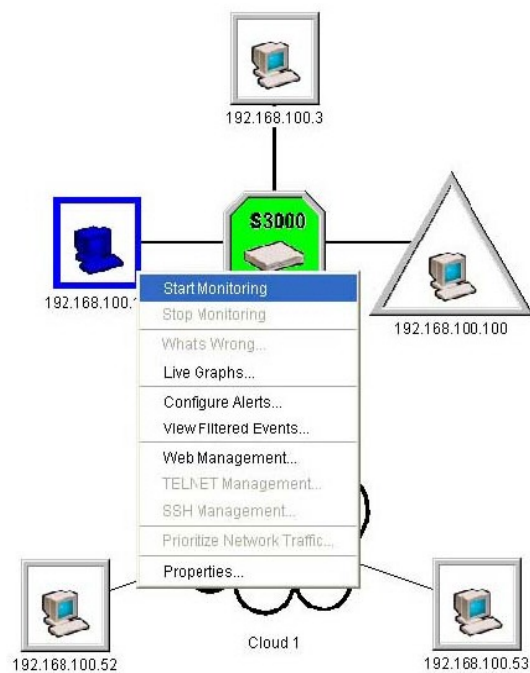 192.168.100.3
S3000
192.168.100.
192.168.100.100
Start Monitoring
Stop Monitoring
Whats Wrong...
Live Graphs...
Configure Alerts...
View Filtered Events...
Web Management...
TELNET Management...
SSH Management...
Prioritize Network Traffic...
Properties...
Cloud 1
192.168.100.52
192.168.100.53